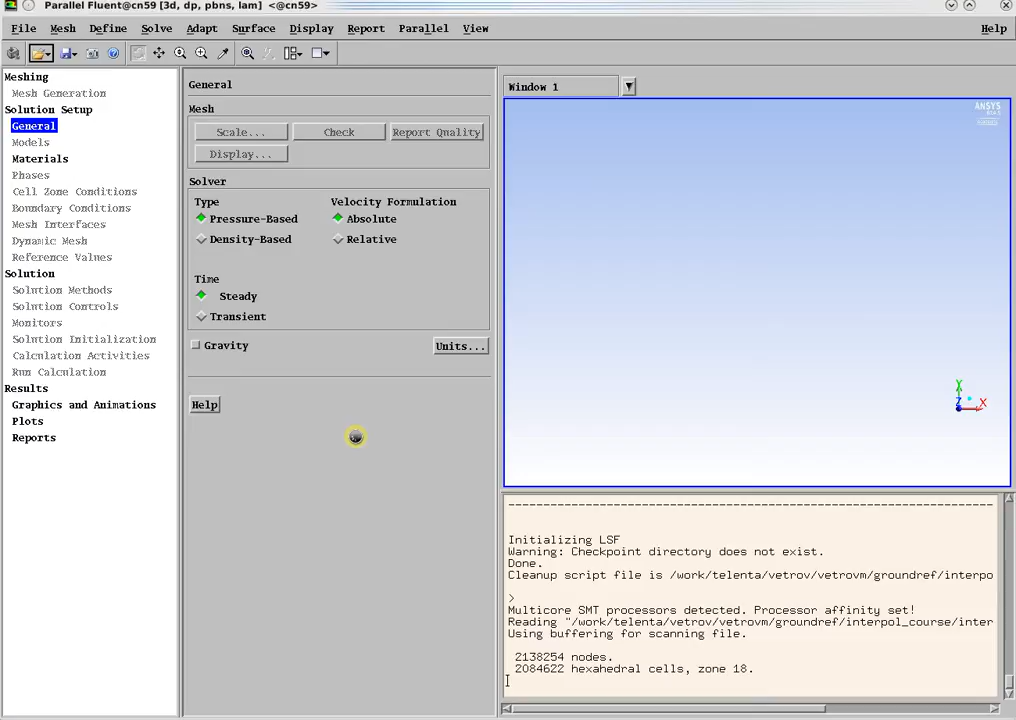 Parallel Fluent@cn59 [3d, dp, pbns, lam] <@cn59>
File Mesh Define Solve Adapt Surface Display Report Parallel View Help
Meshing
Mesh Generation
Solution Setup
General
Models
Materials
Phases
Cell Zone Conditions
Boundary Conditions
Mesh Interfaces
Dynamic Mesh
Reference Values
Solution
Solution Methods
Solution Controls
Monitors
Solution Initialization
Calculation Activities
Run Calculation
Results
Graphics and Animations
Plots
Reports
General
Mesh
Scale... Check Report Quality
Display...
Solver
Type Velocity Formulation
Pressure-Based Absolute
Density-Based Relative
Time
Steady
Transient
Gravity Units...
Help
Window 1
ANSYS
Y
Z X
Initializing LSF
Warning: Checkpoint directory does not exist.
Done.
Cleanup script file is /work/telenta/vetrov/vetrovm/groundref/interpo
>
Multicore SMT processors detected. Processor affinity set!
Reading "/work/telenta/vetrov/vetrovm/groundref/interpol_course/inter
Using buffering for scanning file.
2138254 nodes.
2084622 hexahedral cells, zone 18.